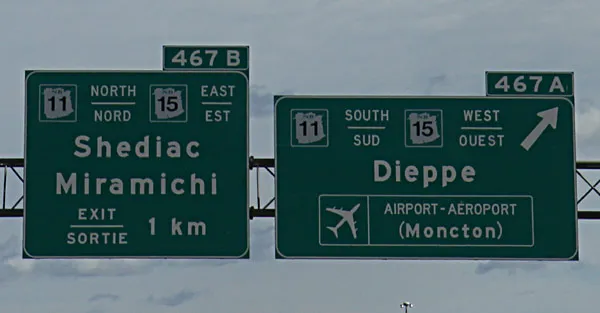 467 B
11 NORTH 15 EAST
NORD EST
Shediac
Miramichi
EXIT
SORTIE 1 km
467 A
11 SOUTH 15 WEST
SUD OUEST
Dieppe
AIRPORT-AÉROPORT
(Moncton)